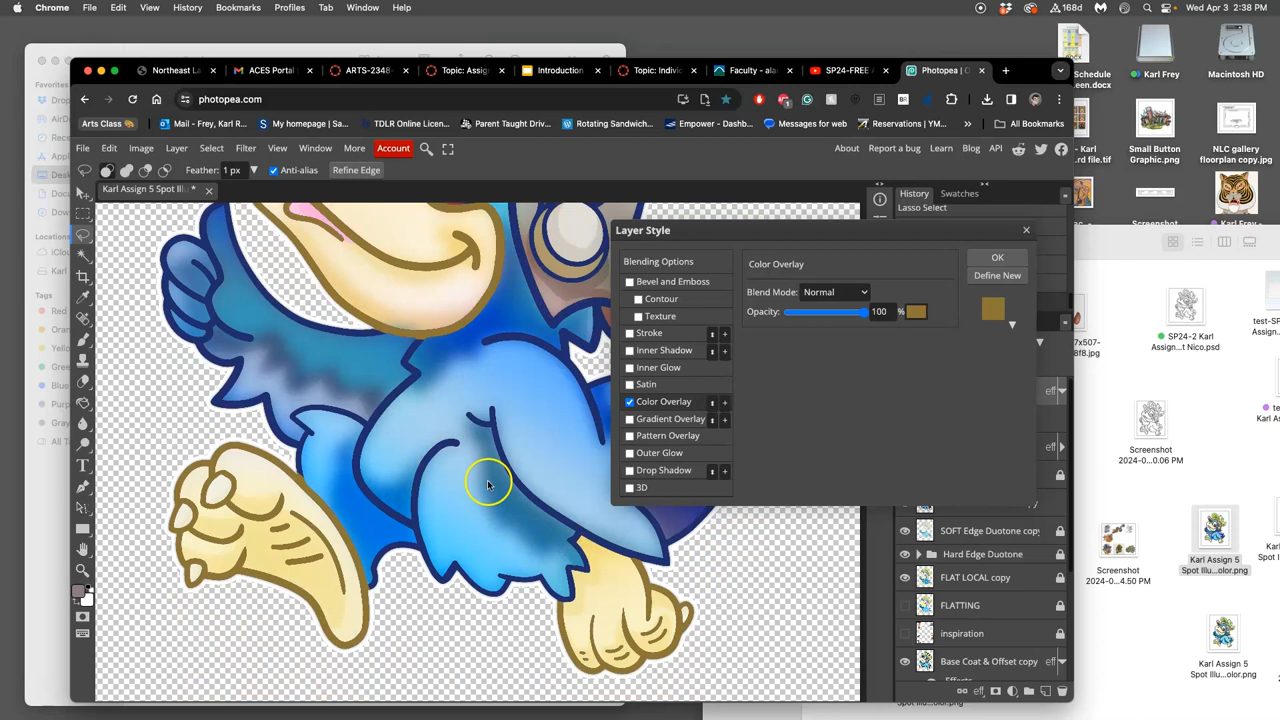 Chrome File Edit View History Bookmarks Profiles Tab Window Help 168d Wed Apr 3 2:38 PM
Northeast La Gmail ACES Portal ARTS-2348- Topic: Assig Introduction Topic: Indivi Faculty - ala SP24-FREE A Photopea | O
photopea.com
Arts Class Mail - Frey, Karl R... My homepage | Sa... TDLR Online Lic... Parent Taught Driv... Rotating Sandwich... Empower - Dashb... Messages for web Reservations | YM... » All Bookmarks
File Edit Image Layer Select Filter View Window More Account About Report a bug Learn Blog API
Feather: 1 px Anti-alias Refine Edge
Karl Assign 5 Spot Illu *
History Swatches
Lasso Select
Favorites
Locations
Tags
Layer Style
Blending Options
Bevel and Emboss
Contour
Texture
Stroke
Inner Shadow
Inner Glow
Satin
Color Overlay
Gradient Overlay
Pattern Overlay
Outer Glow
Drop Shadow
3D
Color Overlay
Blend Mode: Normal
Opacity: 100 %
OK
Define New
eff
SOFT Edge Duotone copy
Hard Edge Duotone
FLAT LOCAL copy
FLATTING
inspiration
Base Coat & Offset copy eff
Karl Frey
Macintosh HD
Small Button Graphic.png
NLC gallery floorplan copy.jpg
SP24-2 Karl Assign...t Nico.psd
Screenshot 2024-0...0.06 PM
Screenshot 2024-0...4.50 PM
Karl Assign 5 Spot Illu...olor.png
Karl Assign 5 Spot Illu...olor.png